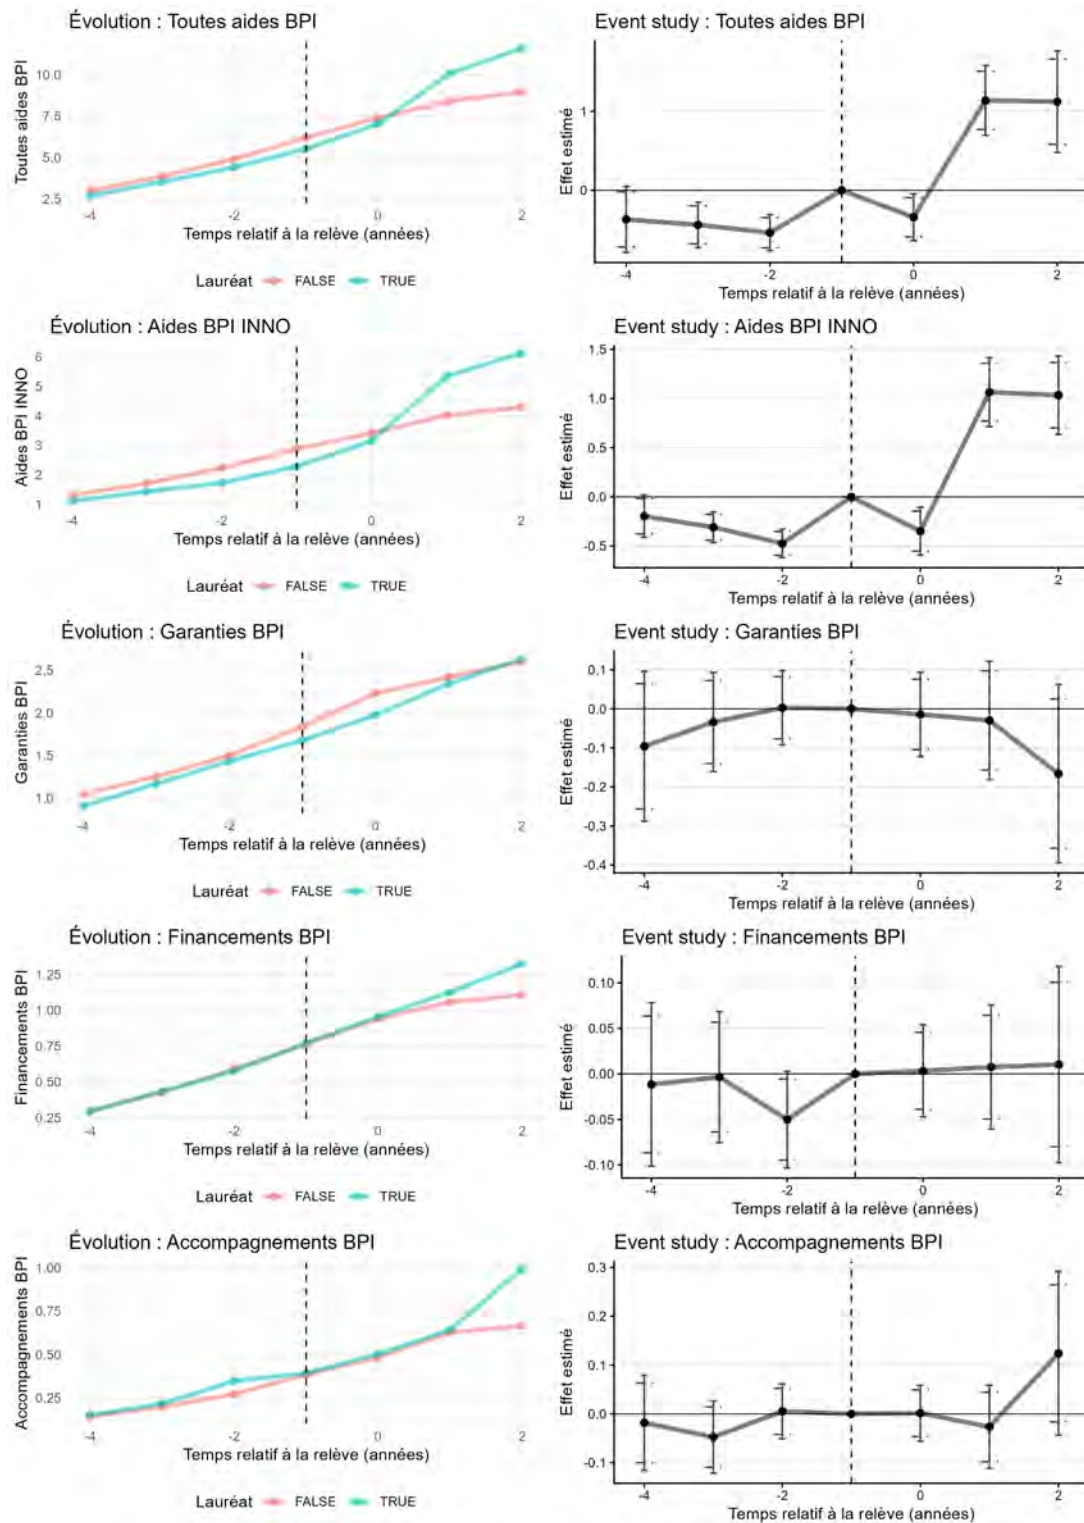 Évolution : Toutes aides BPI
Toutes aides BPI
10.0
7.5
5.0
2.5
-4
-2
0
2
Temps relatif à la relève (années)
Lauréat FALSE TRUE
Event study : Toutes aides BPI
Effet estimé
1
0
-4
-2
0
2
Temps relatif à la relève (années)
Évolution : Aides BPI INNO
Aides BPI INNO
6
5
4
3
2
1
-4
-2
0
2
Temps relatif à la relève (années)
Lauréat FALSE TRUE
Event study : Aides BPI INNO
Effet estimé
1.5
1.0
0.5
0.0
-0.5
-4
-2
0
2
Temps relatif à la relève (années)
Évolution : Garanties BPI
Garanties BPI
2.5
2.0
1.5
1.0
-4
-2
0
2
Temps relatif à la relève (années)
Lauréat FALSE TRUE
Event study : Garanties BPI
Effet estimé
0.1
0.0
-0.1
-0.2
-0.3
-0.4
-4
-2
0
2
Temps relatif à la relève (années)
Évolution : Financements BPI
Financements BPI
1.25
1.00
0.75
0.50
0.25
-4
-2
0
2
Temps relatif à la relève (années)
Lauréat FALSE TRUE
Event study : Financements BPI
Effet estimé
0.10
0.05
0.00
-0.05
-0.10
-4
-2
0
2
Temps relatif à la relève (années)
Évolution : Accompagnements BPI
Accompagnements BPI
1.00
0.75
0.50
0.25
-4
-2
0
2
Temps relatif à la relève (années)
Lauréat FALSE TRUE
Event study : Accompagnements BPI
Effet estimé
0.3
0.2
0.1
0.0
-0.1
-4
-2
0
2
Temps relatif à la relève (années)